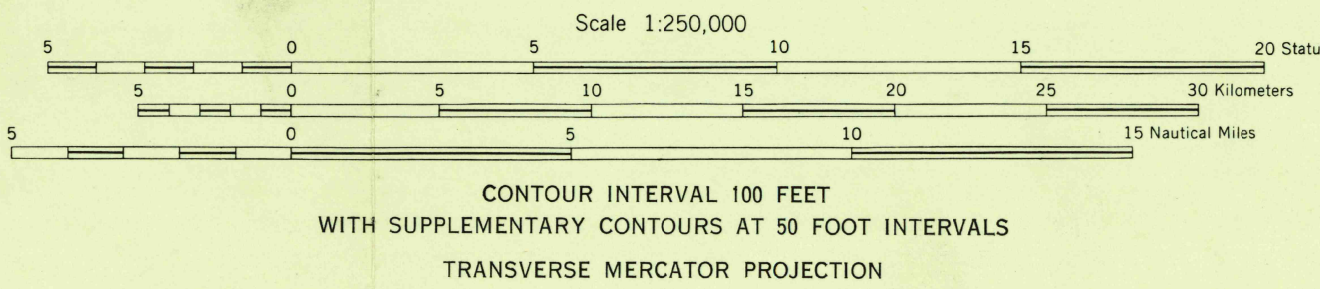 Scale 1:250,000
5 0 5 10 15 20 Statu
5 0 5 10 15 20 25 30 Kilometers
5 0 5 10 15 Nautical Miles
CONTOUR INTERVAL 100 FEET
WITH SUPPLEMENTARY CONTOURS AT 50 FOOT INTERVALS
TRANSVERSE MERCATOR PROJECTION